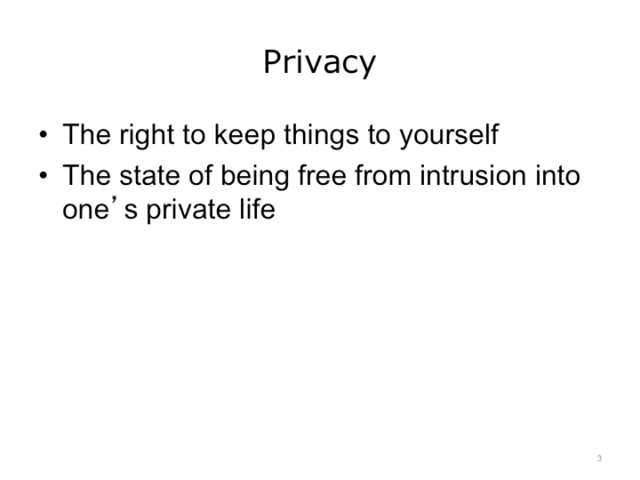 Privacy
• The right to keep things to yourself
• The state of being free from intrusion into
one’s private life
3